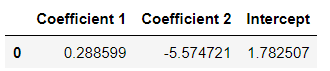 Coefficient 1 Coefficient 2 Intercept
0 0.288599 -5.574721 1.782507